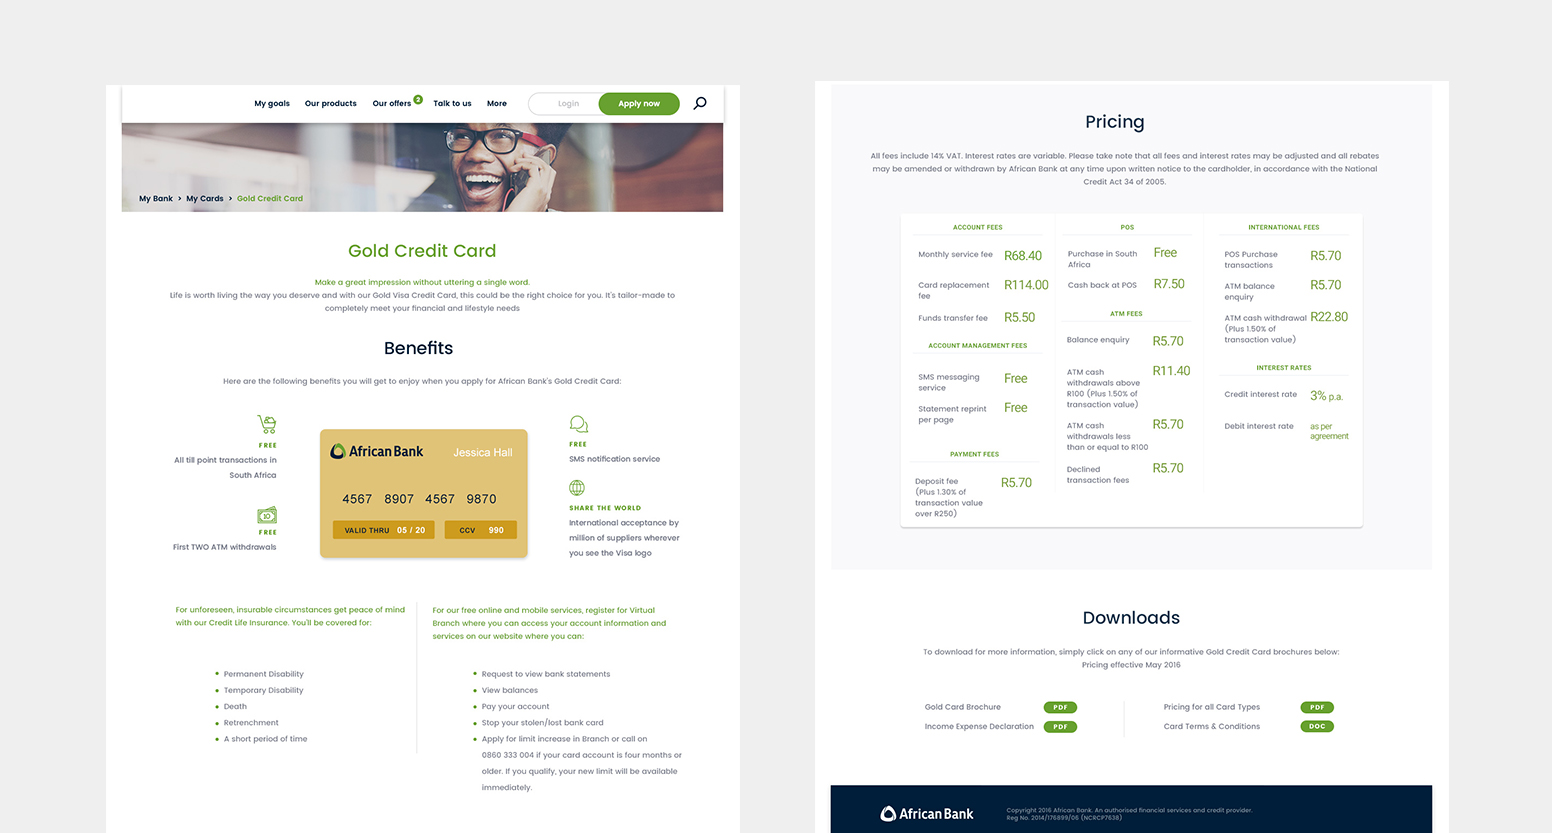 My goals Our products Our offers 2 Talk to us More Login Apply now
My Bank > My Cards > Gold Credit Card
Gold Credit Card
Make a great impression without uttering a single word.
Life is worth living the way you deserve and with our Gold Visa Credit Card, this could be the right choice for you. It's tailor-made to
completely meet your financial and lifestyle needs
Benefits
Here are the following benefits you will get to enjoy when you apply for African Bank's Gold Credit Card:
FREE
All till point transactions in
South Africa
FREE
First TWO ATM withdrawals
African Bank Jessica Hall
4567 8907 4567 9870
VALID THRU 05 / 20 CCV 990
FREE
SMS notification service
SHARE THE WORLD
International acceptance by
million of suppliers wherever
you see the Visa logo
For unforeseen, insurable circumstances get peace of mind
with our Credit Life Insurance. You'll be covered for:
Permanent Disability
Temporary Disability
Death
Retrenchment
A short period of time
For our free online and mobile services, register for Virtual
Branch where you can access your account information and
services on our website where you can:
Request to view bank statements
View balances
Pay your account
Stop your stolen/lost bank card
Apply for limit increase in Branch or call on
0860 333 004 if your card account is four months or
older. If you qualify, your new limit will be available
immediately.
Pricing
All fees include 14% VAT. Interest rates are variable. Please take note that all fees and interest rates may be adjusted and all rebates
may be amended or withdrawn by African Bank at any time upon written notice to the cardholder, in accordance with the National
Credit Act 34 of 2005.
ACCOUNT FEES
Monthly service fee R68.40
Card replacement R114.00
fee
Funds transfer fee R5.50
ACCOUNT MANAGEMENT FEES
SMS messaging Free
service
Statement reprint Free
per page
PAYMENT FEES
Deposit fee R5.70
(Plus 1.30% of
transaction value
over R250)
POS
Purchase in South Free
Africa
Cash back at POS R7.50
ATM FEES
Balance enquiry R5.70
ATM cash R11.40
withdrawals above
R100 (Plus 1.50% of
transaction value)
ATM cash R5.70
withdrawals less
than or equal to R100
Declined R5.70
transaction fees
INTERNATIONAL FEES
POS Purchase R5.70
transactions
ATM balance R5.70
enquiry
ATM cash withdrawal R22.80
(Plus 1.50% of
transaction value)
INTEREST RATES
Credit interest rate 3% p.a.
Debit interest rate as per
agreement
Downloads
To download for more information, simply click on any of our informative Gold Credit Card brochures below:
Pricing effective May 2016
Gold Card Brochure PDF
Income Expense Declaration PDF
Pricing for all Card Types PDF
Card Terms & Conditions DOC
African Bank
Copyright 2016 African Bank. An authorised financial services and credit provider.
Reg No. 2014/176899/06 (NCRCP7638)